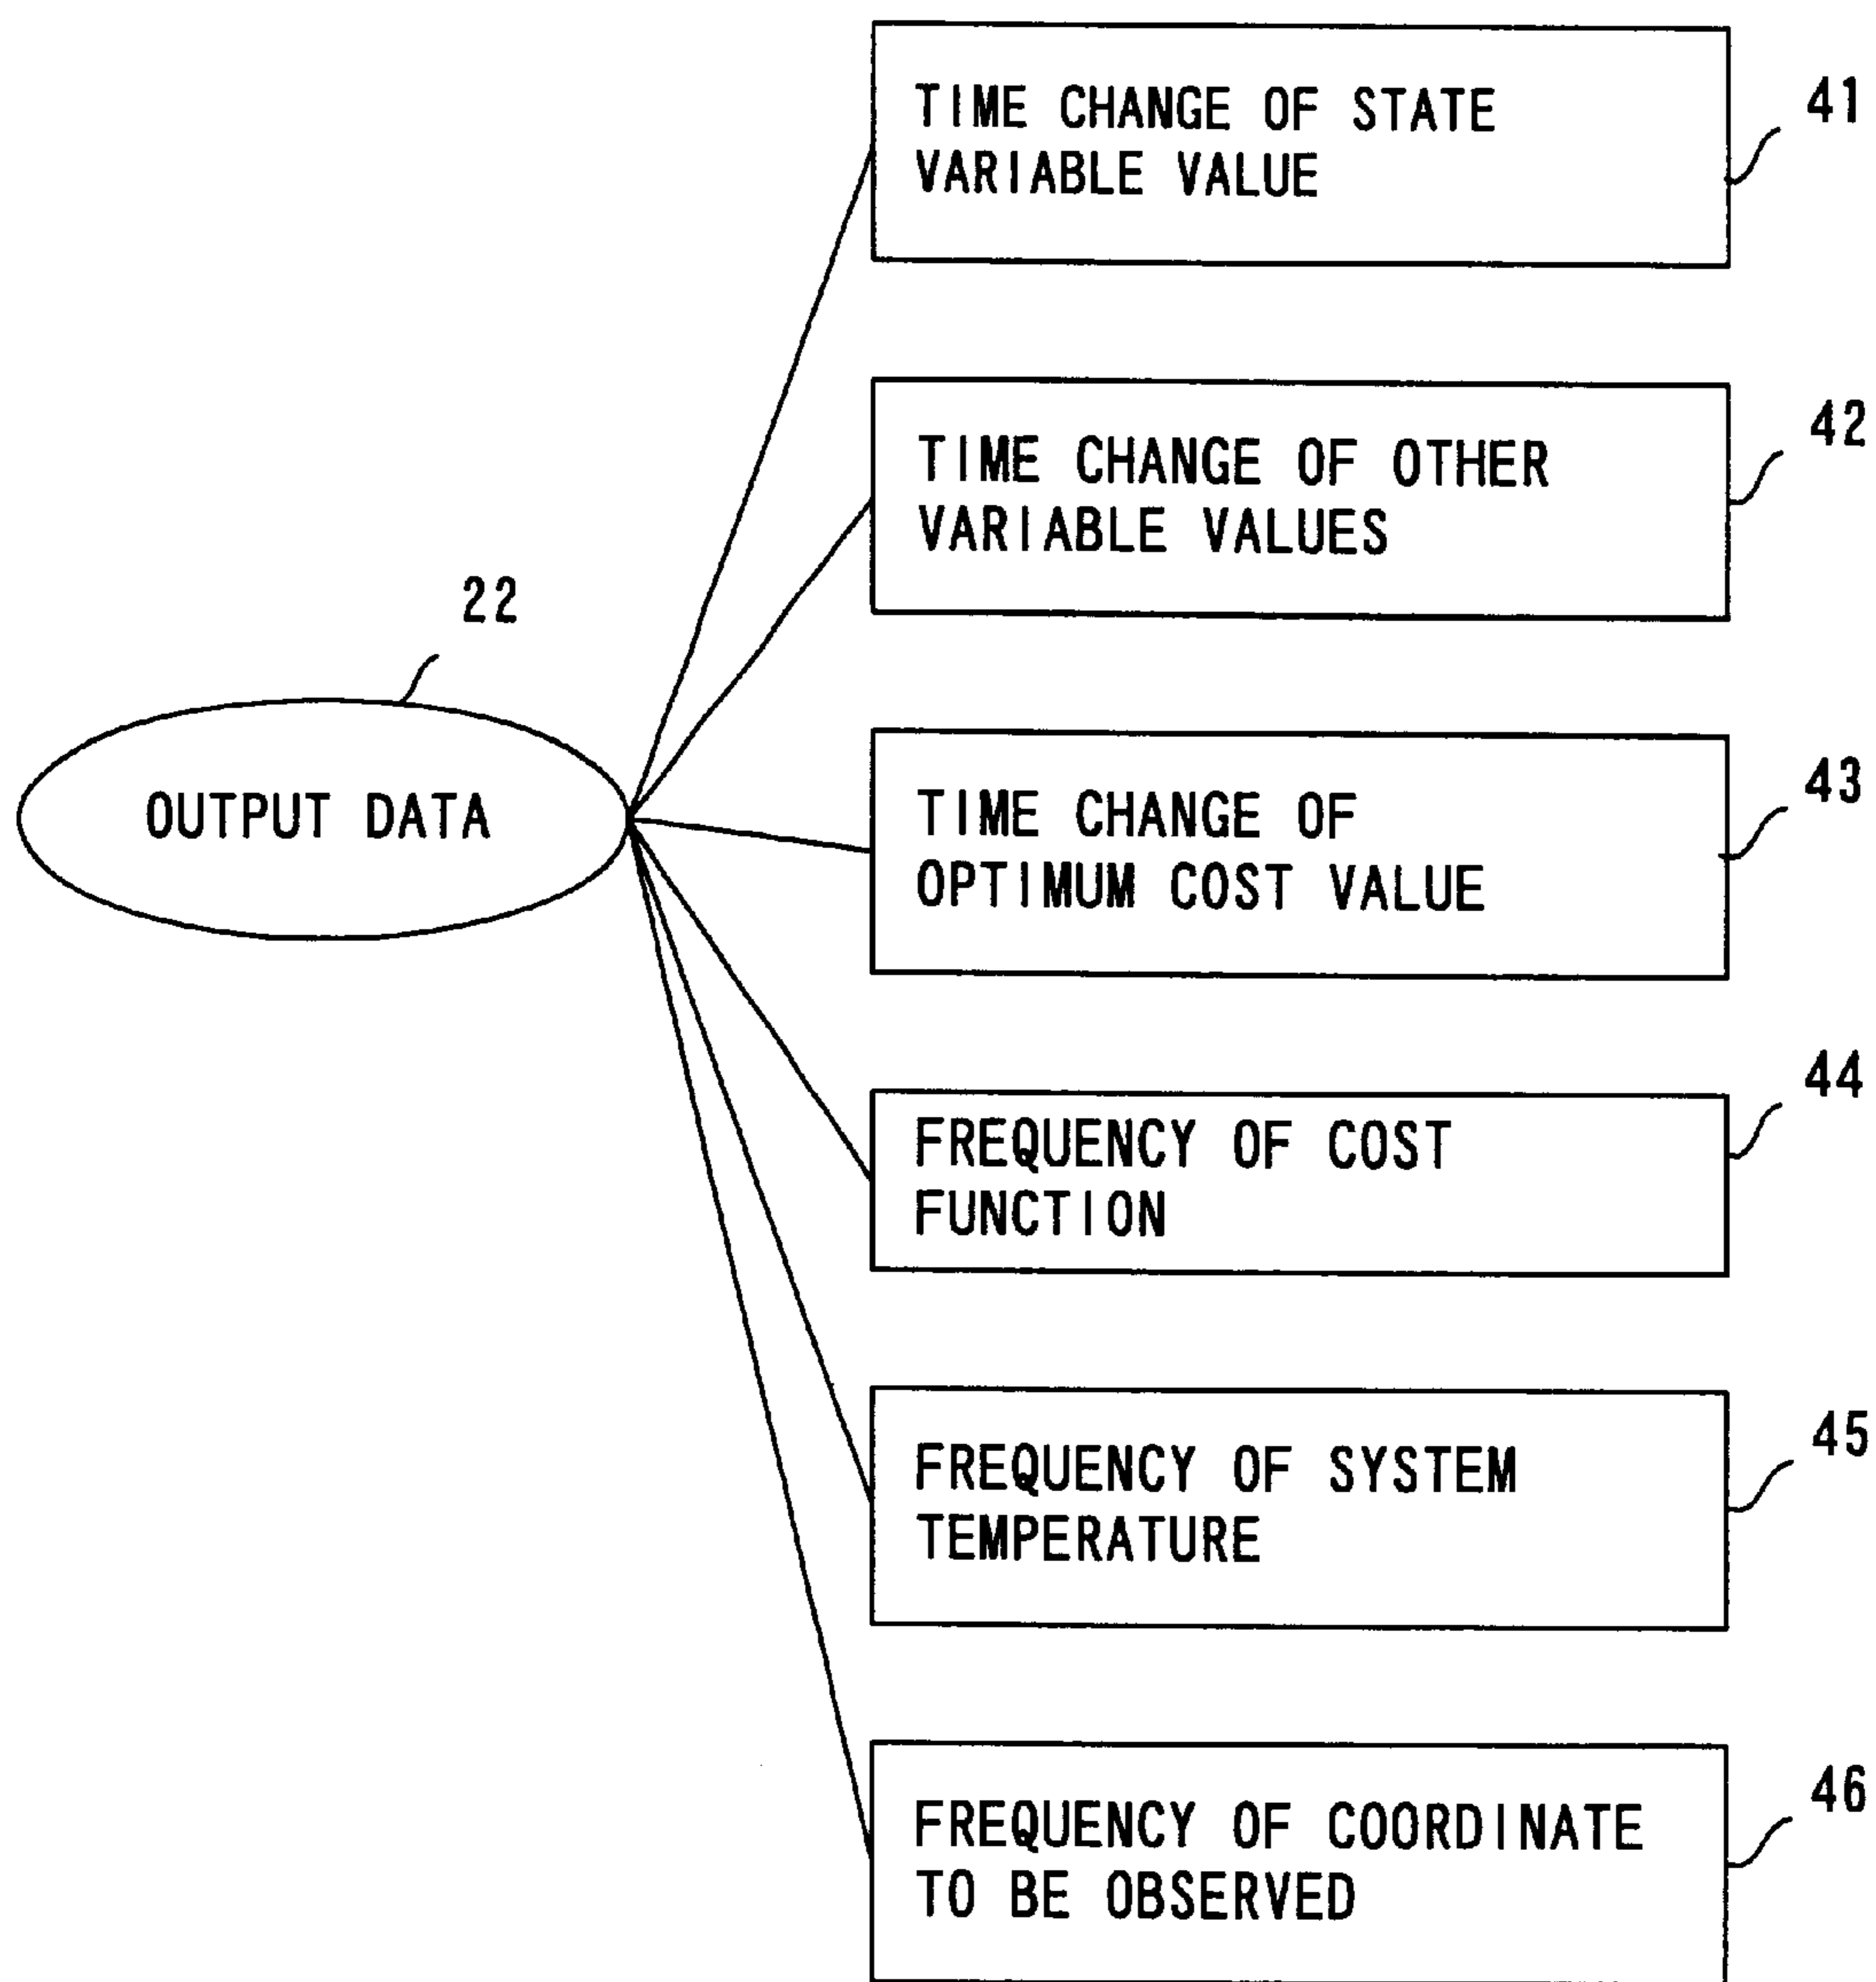 TIME CHANGE OF STATE
VARIABLE VALUE
41
TIME CHANGE OF OTHER
VARIABLE VALUES
42
22
OUTPUT DATA
TIME CHANGE OF
OPTIMUM COST VALUE
43
FREQUENCY OF COST
FUNCTION
44
FREQUENCY OF SYSTEM
TEMPERATURE
45
FREQUENCY OF COORDINATE
TO BE OBSERVED
46